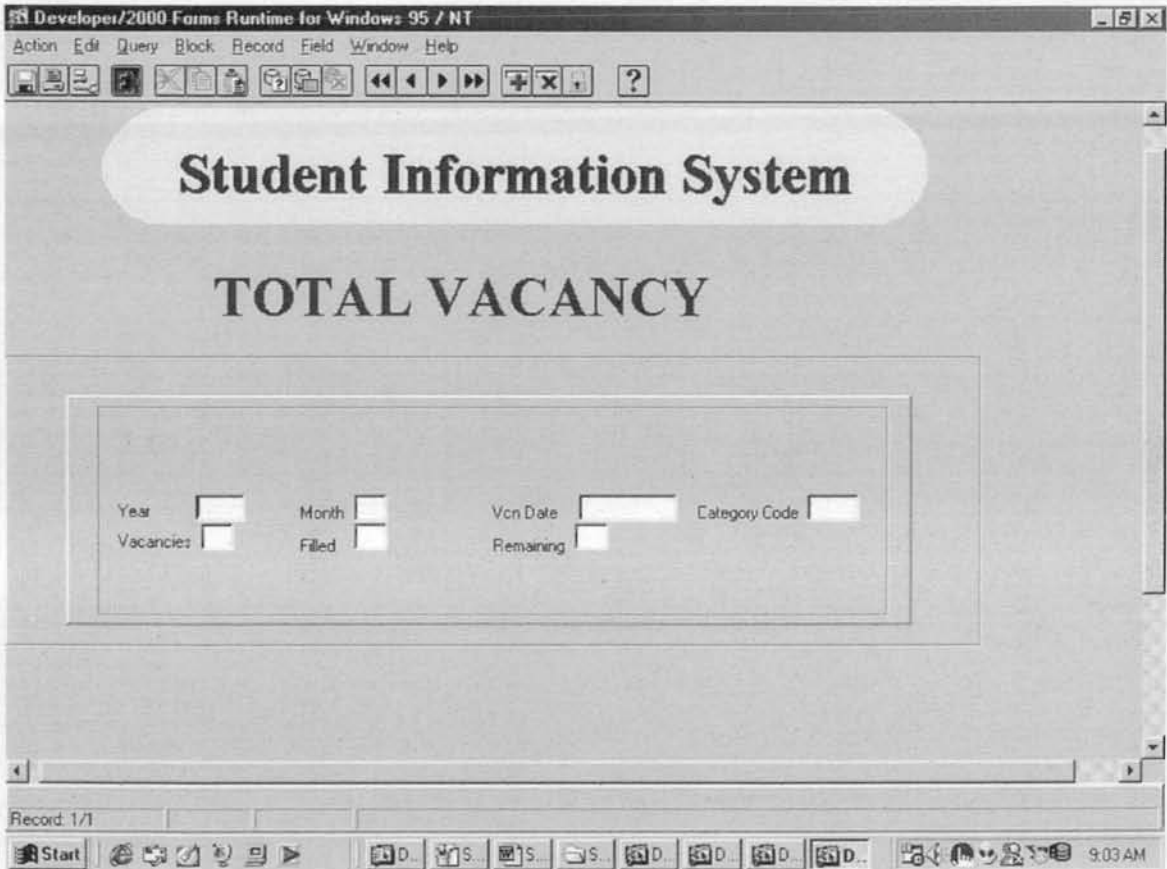 Developer/2000 Forms Runtime for Windows 95 / NT
Action Edit Query Block Record Field Window Help
?
Student Information System
TOTAL VACANCY
Year Month Vcn Date Category Code
Vacancies Filled Remaining
Record: 1/1
Start D.. S.. S.. S.. D.. D.. D.. D.. 9:03 AM